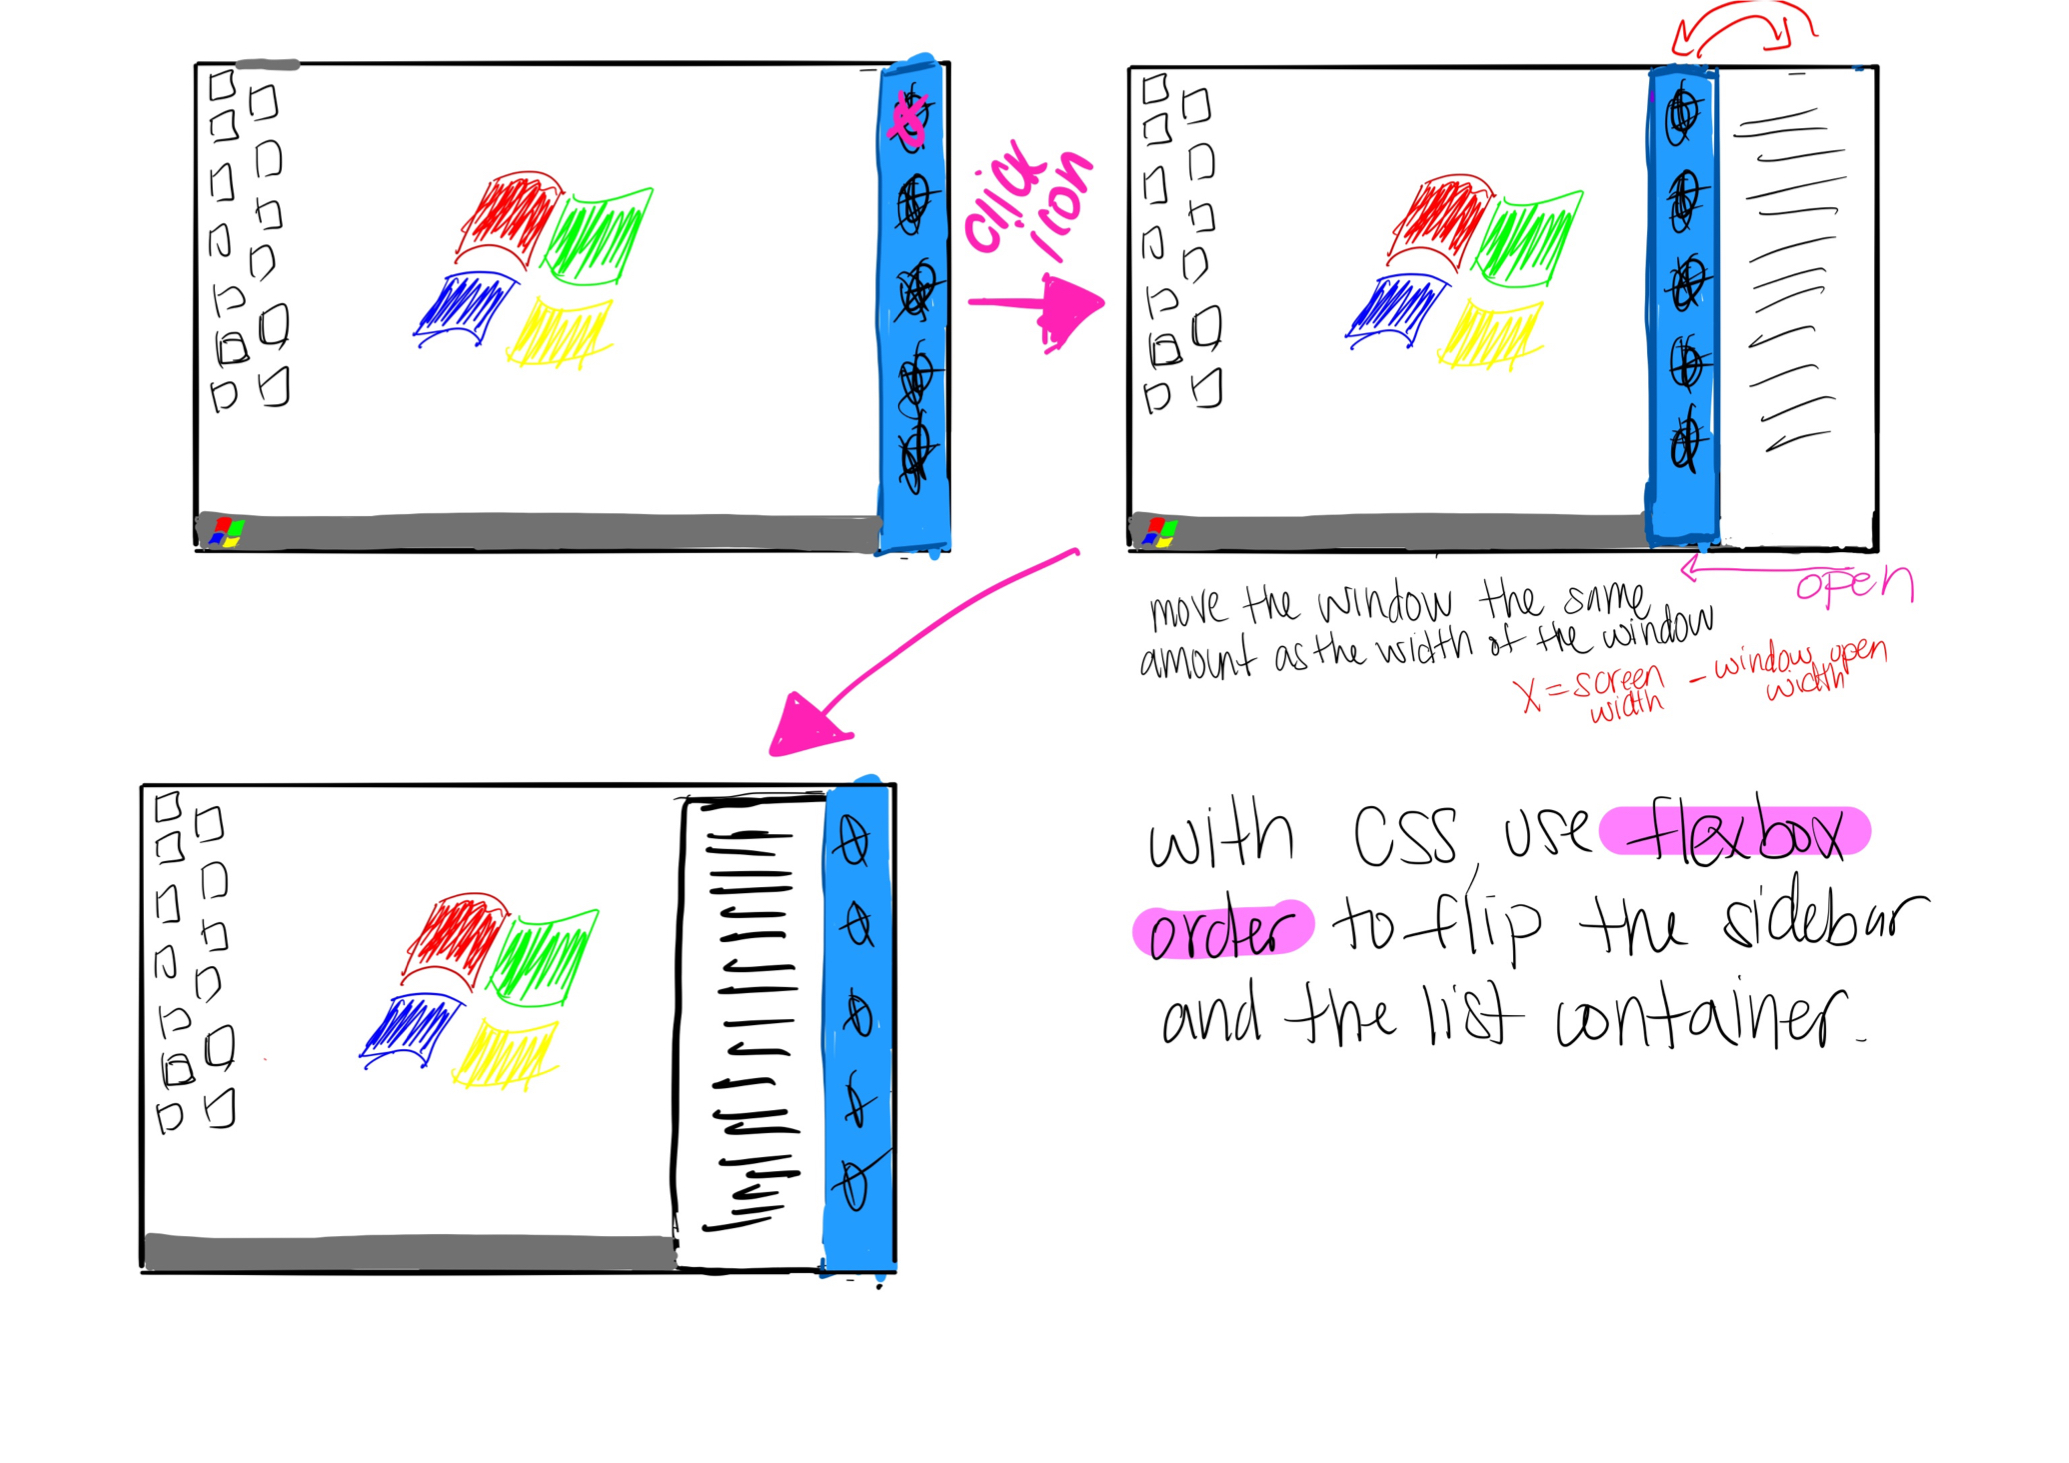 click
icon
open
move the window the same
amount as the width of the window
X = screen width - window open width
with CSS, use flexbox
order to flip the sidebar
and the list container.